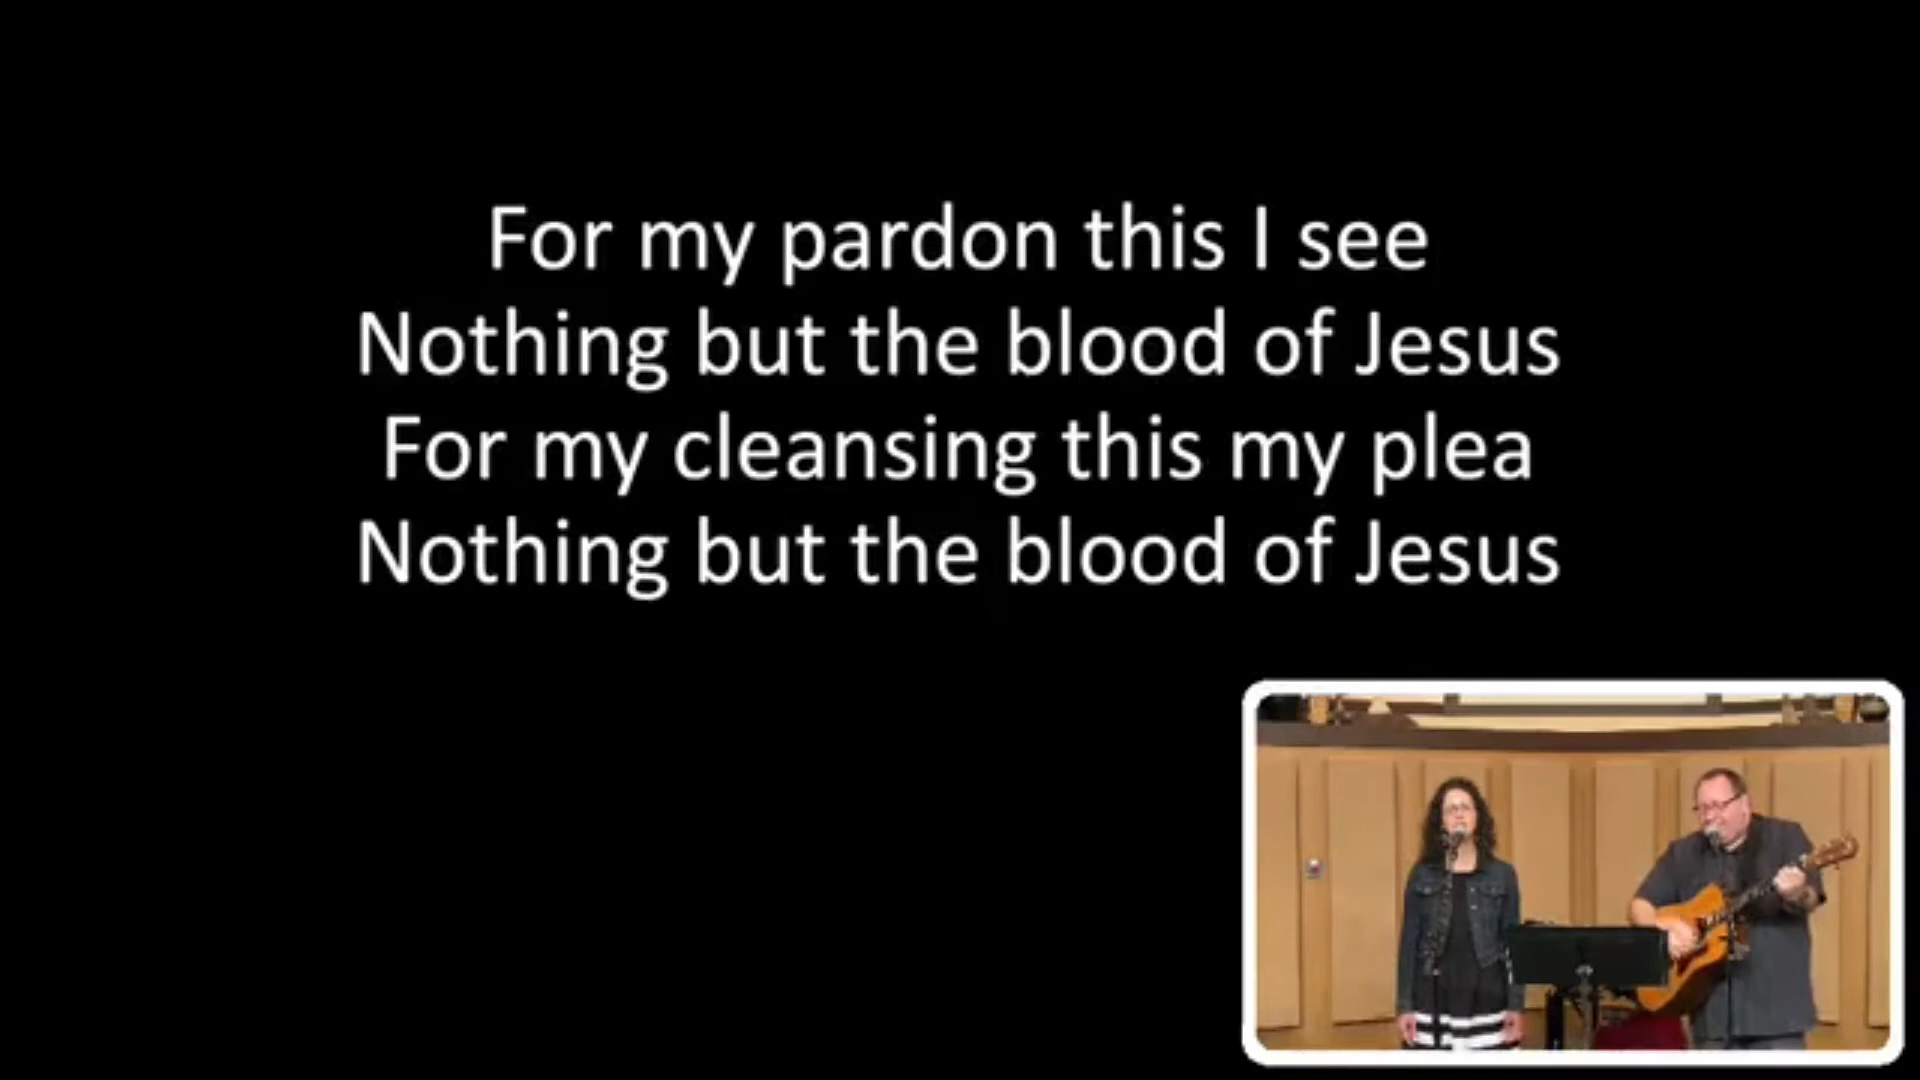 For my pardon this I see
Nothing but the blood of Jesus
For my cleansing this my plea
Nothing but the blood of Jesus